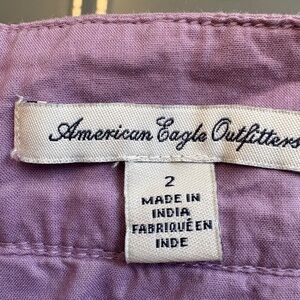 American Eagle Outfitters
2
MADE IN
INDIA
FABRIQUÉ EN
INDE